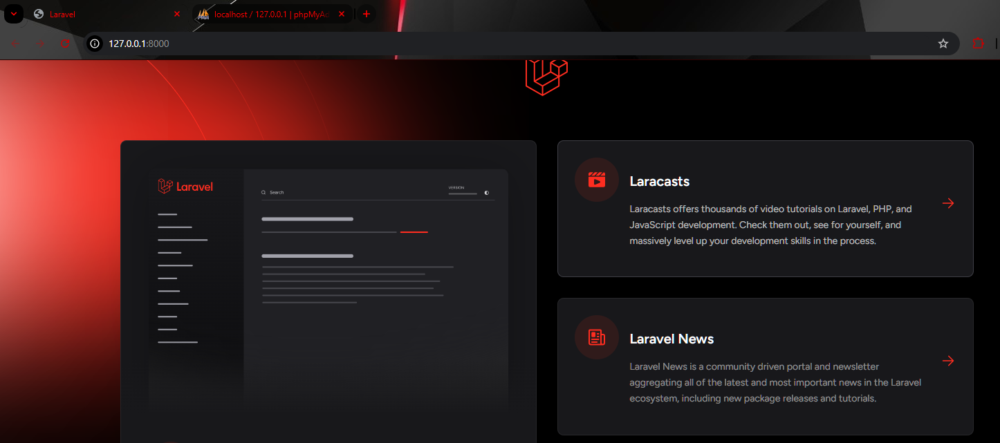 Laravel
localhost / 127.0.0.1 | phpMyAd
127.0.0.1:8000
Laravel
Search
VERSION
Laracasts
Laracasts offers thousands of video tutorials on Laravel, PHP, and
JavaScript development. Check them out, see for yourself, and
massively level up your development skills in the process.
Laravel News
Laravel News is a community driven portal and newsletter
aggregating all of the latest and most important news in the Laravel
ecosystem, including new package releases and tutorials.